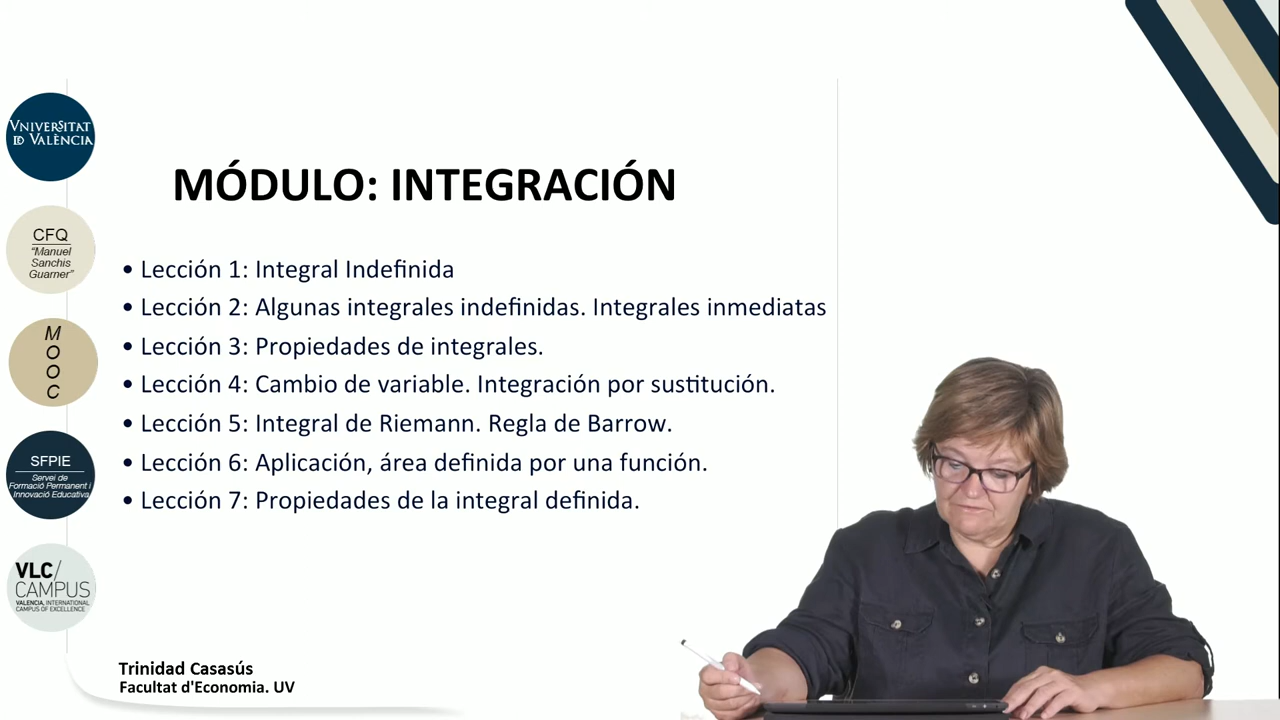 VNIVERSITAT
ID VALÈNCIA
CFQ
“Manuel
Sanchis
Guarner”
M
O
O
C
SFPIE
Servei de
Formació Permanent i
Innovació Educativa
VLC/
CAMPUS
VALENCIA, INTERNATIONAL
CAMPUS OF EXCELLENCE
MÓDULO: INTEGRACIÓN
• Lección 1: Integral Indefinida
• Lección 2: Algunas integrales indefinidas. Integrales inmediatas
• Lección 3: Propiedades de integrales.
• Lección 4: Cambio de variable. Integración por sustitución.
• Lección 5: Integral de Riemann. Regla de Barrow.
• Lección 6: Aplicación, área definida por una función.
• Lección 7: Propiedades de la integral definida.
Trinidad Casasús
Facultat d'Economia. UV